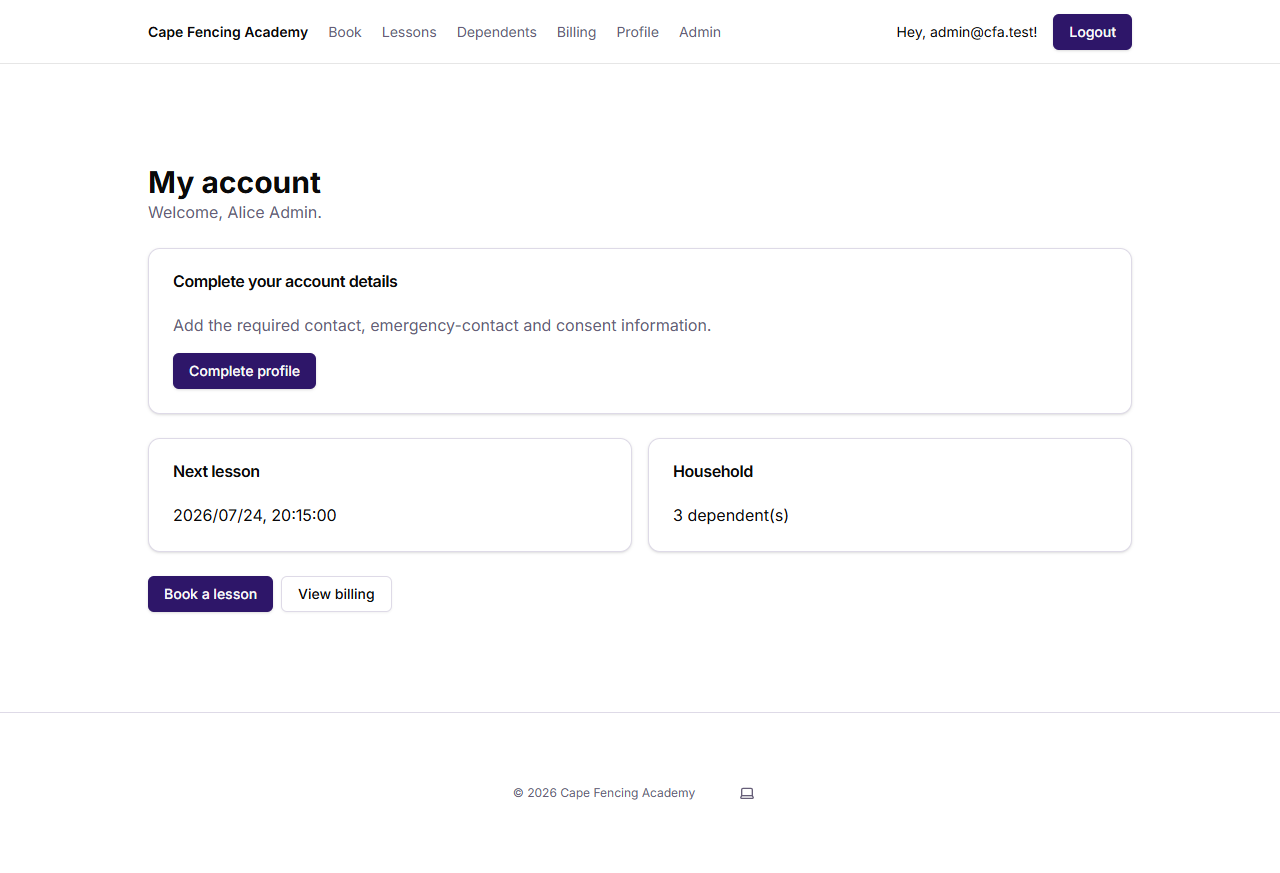 Cape Fencing Academy Book Lessons Dependents Billing Profile Admin Hey, admin@cfa.test! Logout
My account
Welcome, Alice Admin.
Complete your account details
Add the required contact, emergency-contact and consent information.
Complete profile
Next lesson
2026/07/24, 20:15:00
Household
3 dependent(s)
Book a lesson View billing
© 2026 Cape Fencing Academy